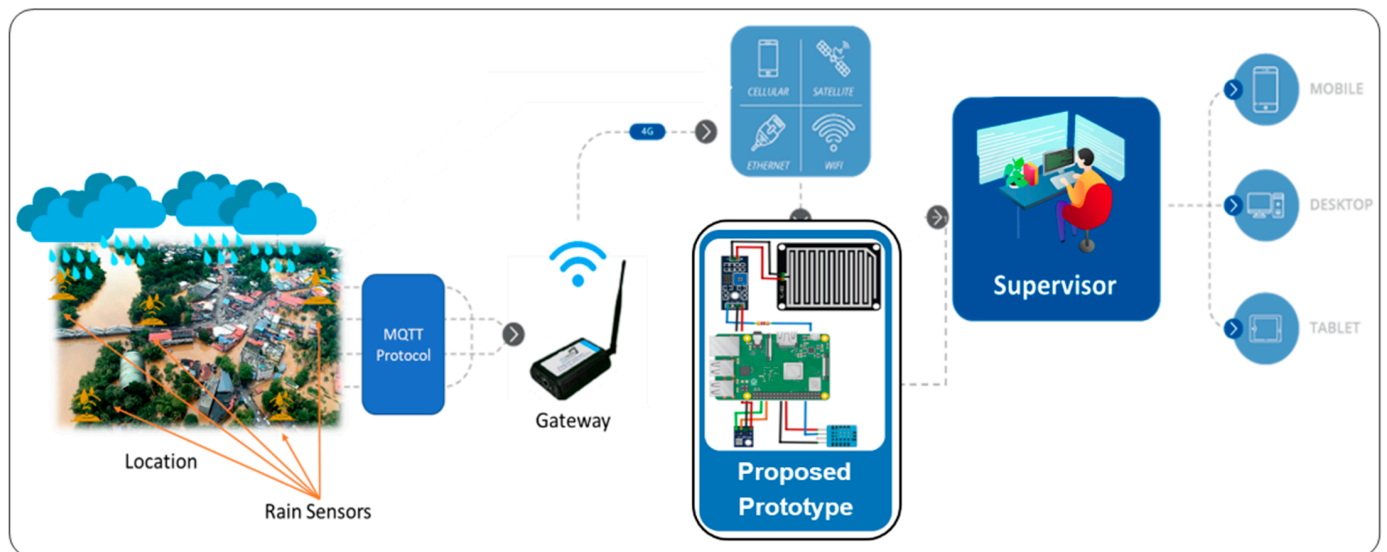 CELLULAR
SATELLITE
ETHERNET
WIFI
4G
MQTT
Protocol
Gateway
Location
Rain Sensors
Proposed
Prototype
Supervisor
MOBILE
DESKTOP
TABLET